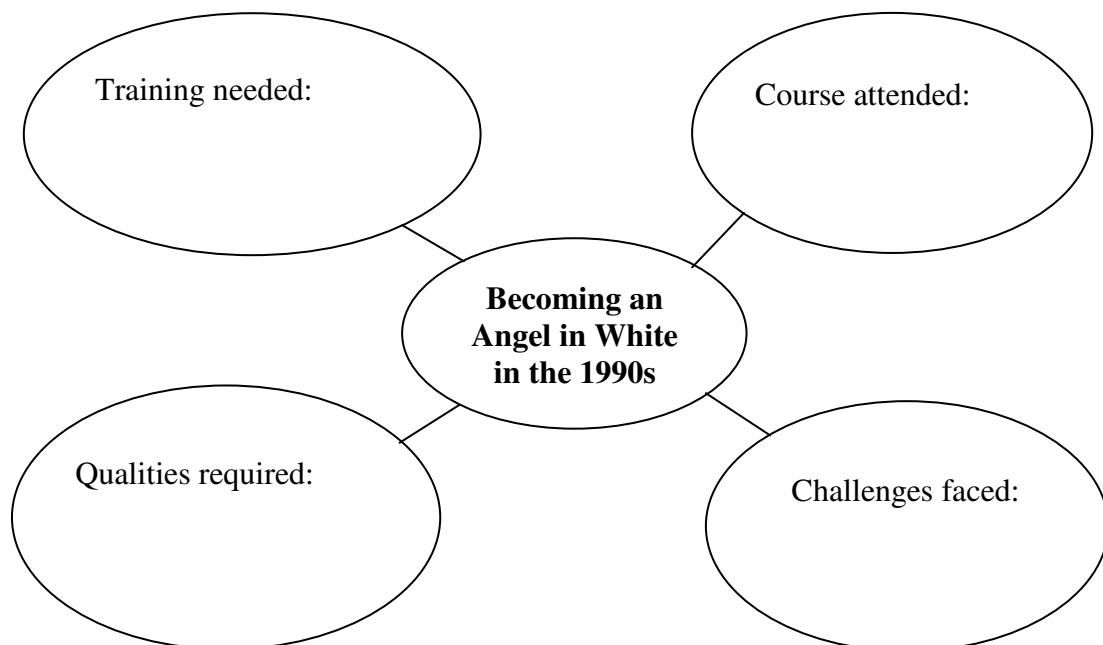 Training needed:
Course attended:
Becoming an
Angel in White
in the 1990s
Qualities required:
Challenges faced: